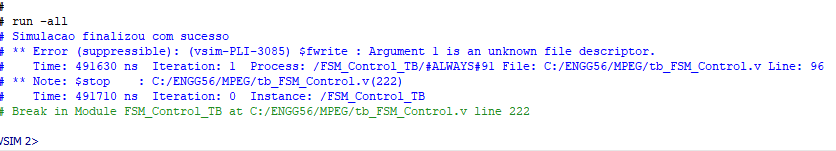 #
# run -all
# Simulacao finalizou com sucesso
# ** Error (suppressible): (vsim-PLI-3085) $fwrite : Argument 1 is an unknown file descriptor.
#    Time: 491630 ns  Iteration: 1  Process: /FSM_Control_TB/#ALWAYS#91 File: C:/ENGG56/MPEG/tb_FSM_Control.v Line: 96
# ** Note: $stop    : C:/ENGG56/MPEG/tb_FSM_Control.v(222)
#    Time: 491710 ns  Iteration: 0  Instance: /FSM_Control_TB
# Break in Module FSM_Control_TB at C:/ENGG56/MPEG/tb_FSM_Control.v line 222
VSIM 2>